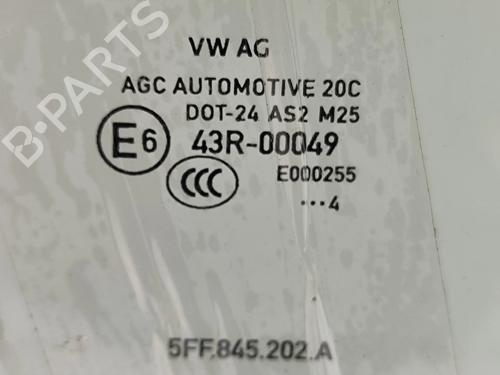 B-PARTS
VW AG
AGC AUTOMOTIVE 20C
DOT-24 AS2 M25
E6 43R-00049
CCC E000255
···4
5FF.845.202.A